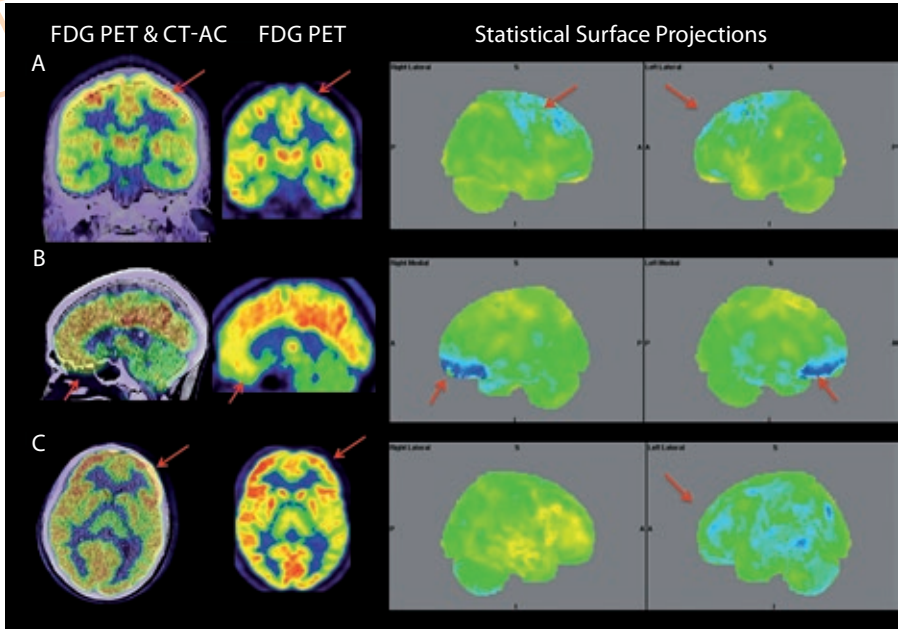 FDG PET & CT-AC FDG PET Statistical Surface Projections
A
Right Lateral S Left Lateral S
P A A P
I I
B
Right Medial S Left Medial S
A P P
I I
C
Right Lateral S Left Lateral S
P A A P
I I